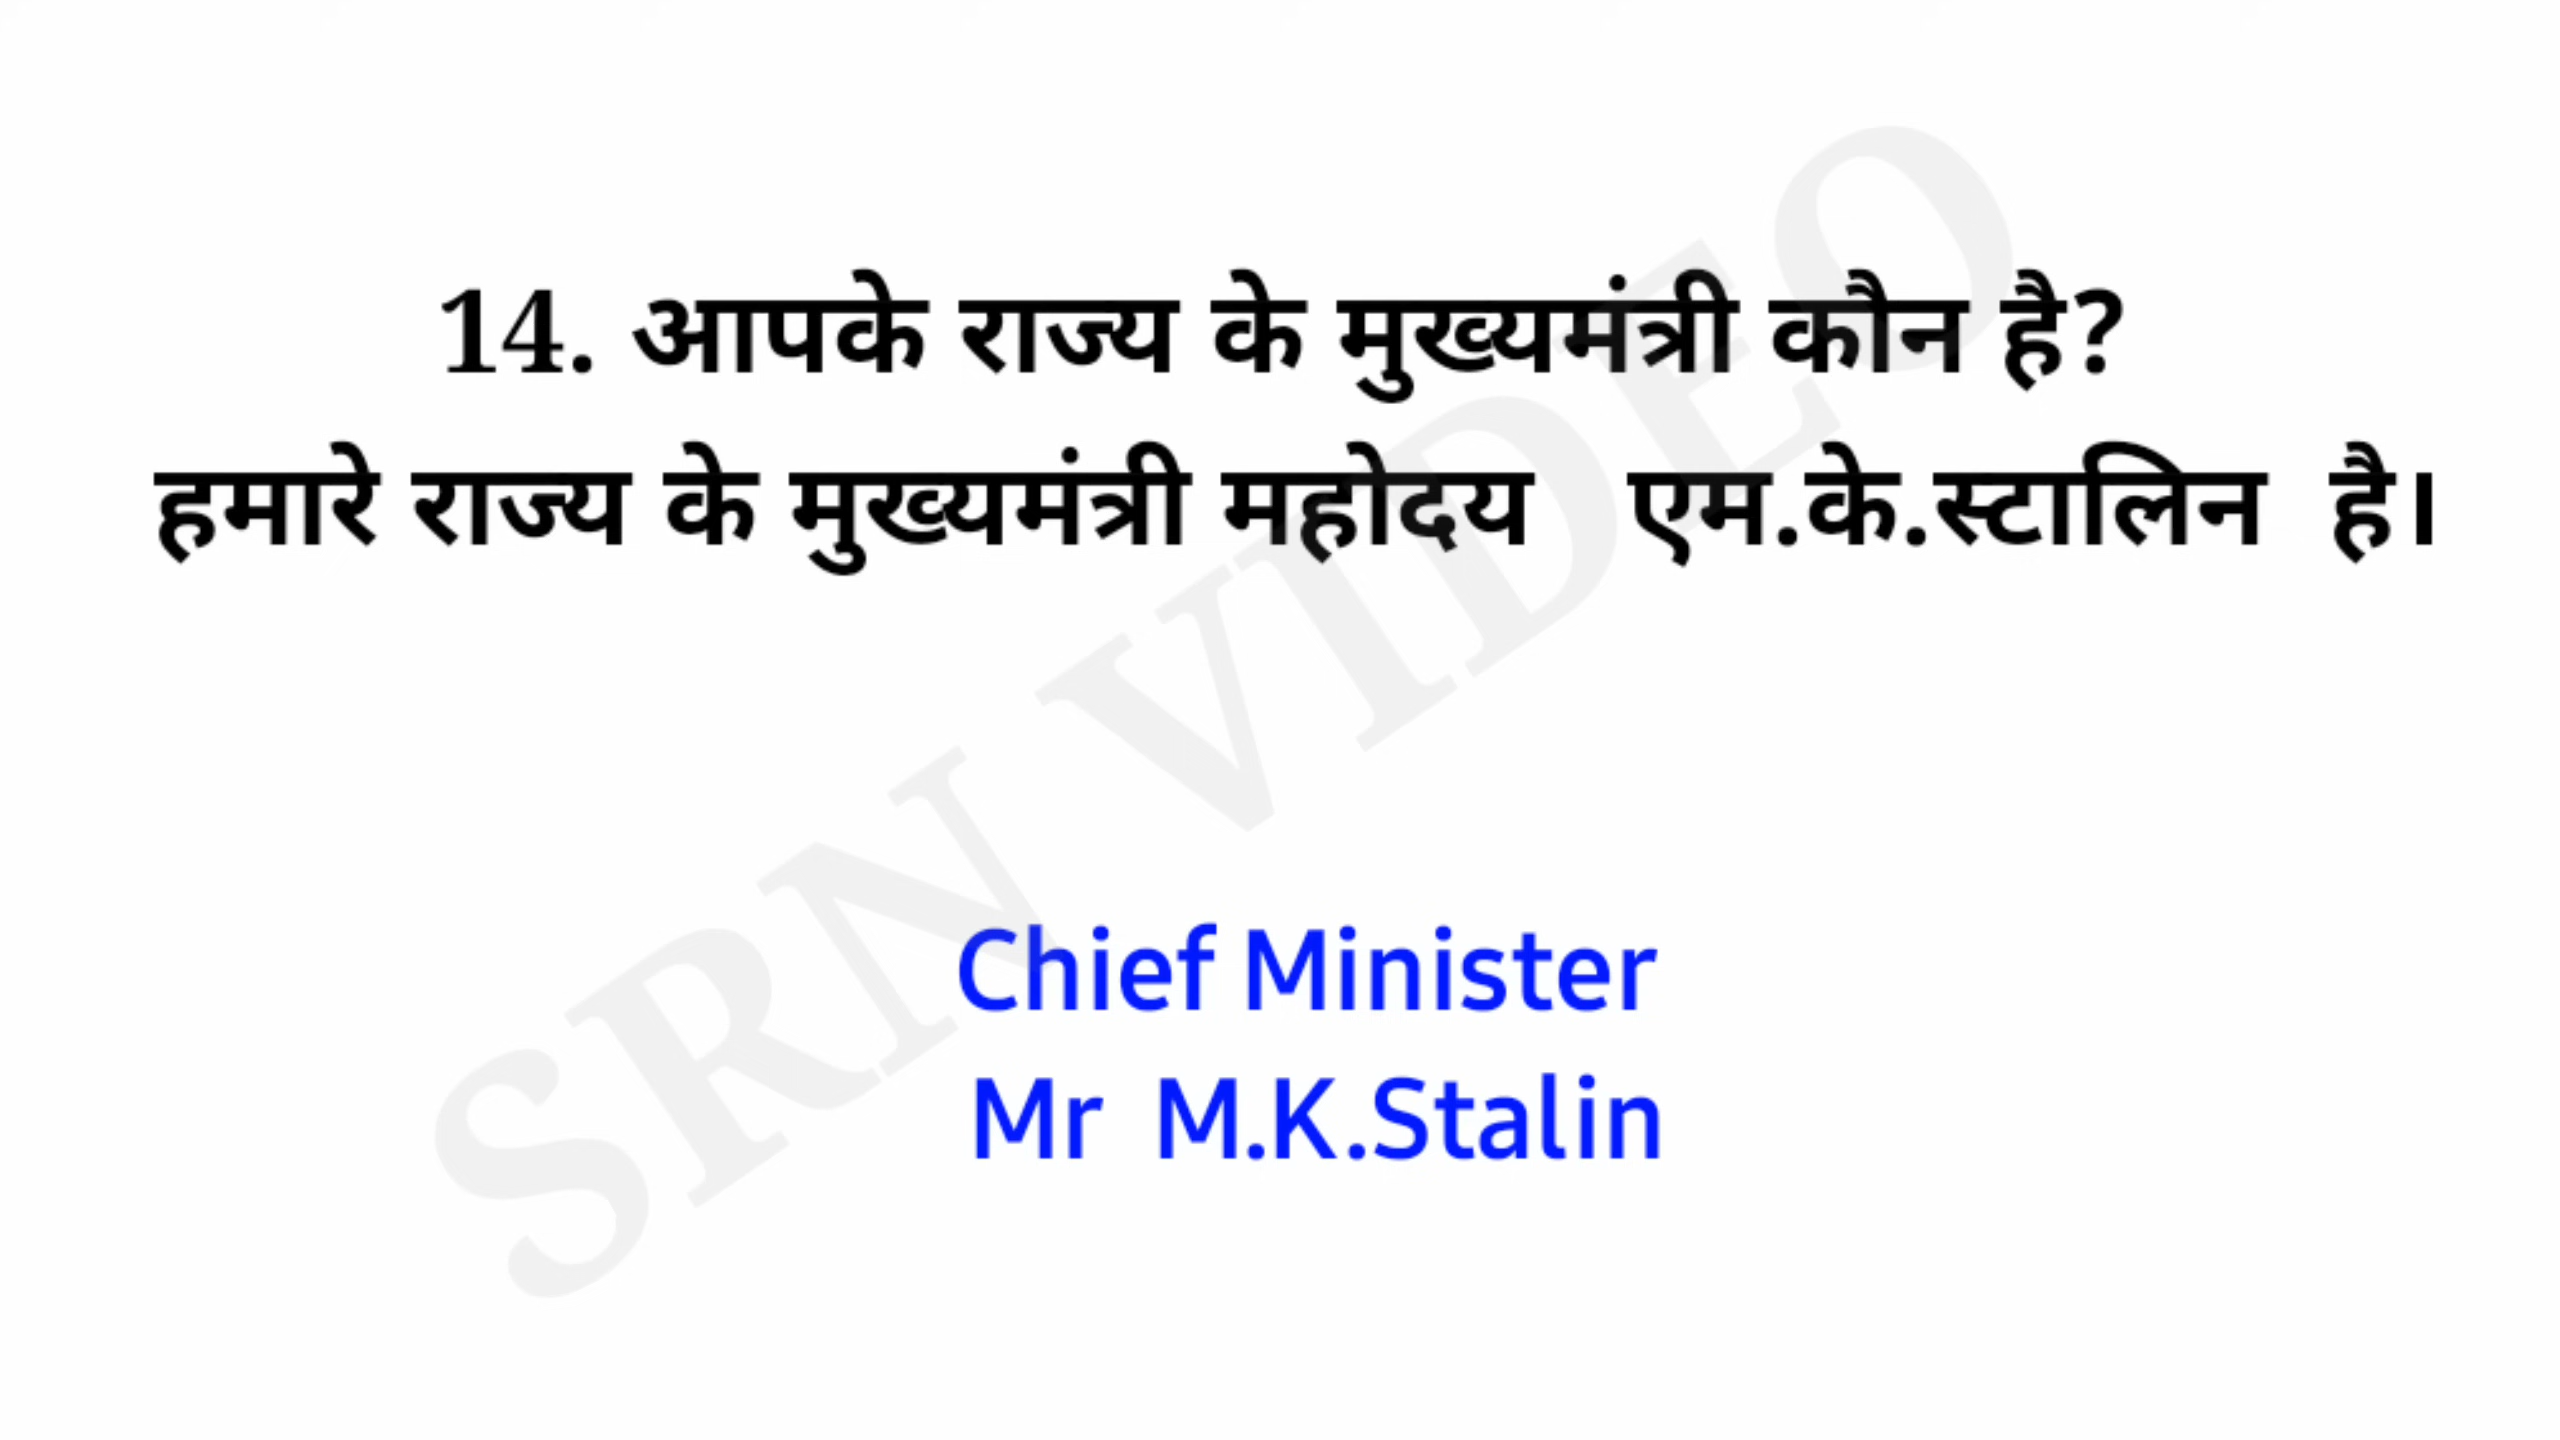 14. आपके राज्य के मुख्यमंत्री कौन है?
हमारे राज्य के मुख्यमंत्री महोदय एम.के.स्टालिन है।
Chief Minister
Mr M.K.Stalin
SRN VIDEO